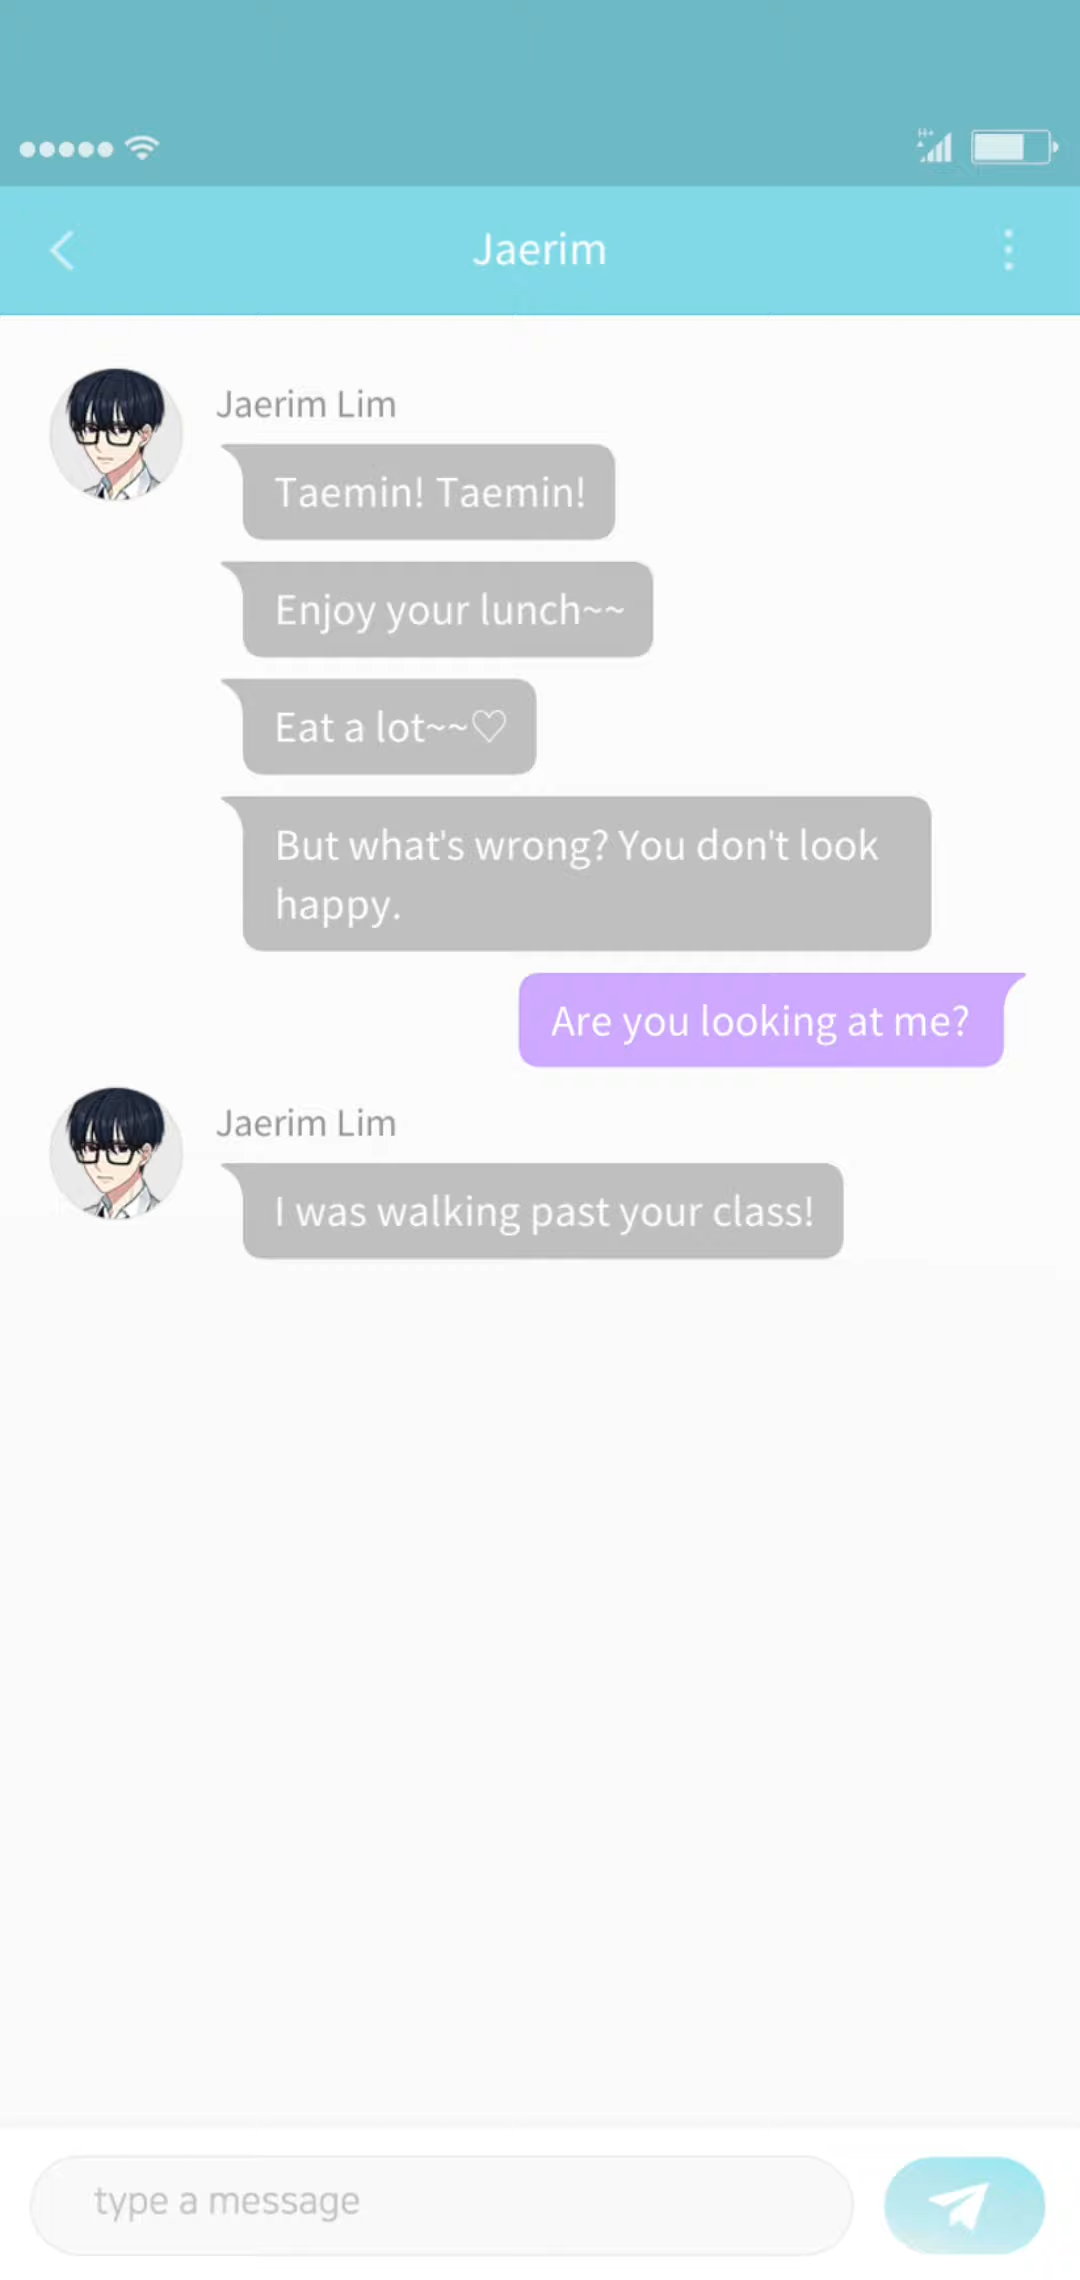 Jaerim
Jaerim Lim
Taemin! Taemin!
Enjoy your lunch~~
Eat a lot~~♡
But what's wrong? You don't look
happy.
Are you looking at me?
Jaerim Lim
I was walking past your class!
type a message